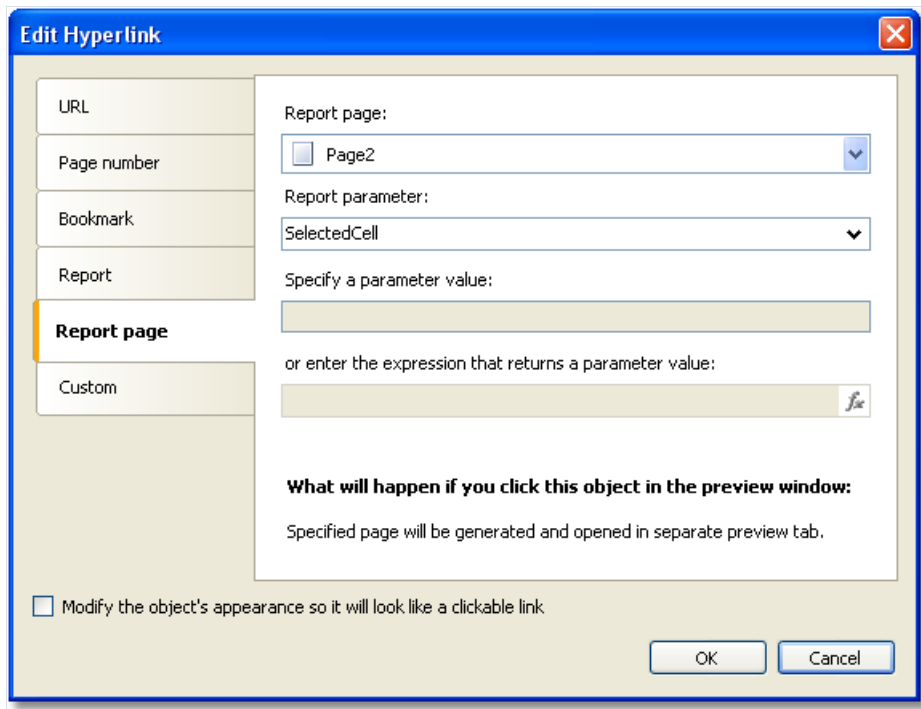 Edit Hyperlink
URL
Page number
Bookmark
Report
Report page
Custom
Report page:
Page2
Report parameter:
SelectedCell
Specify a parameter value:
or enter the expression that returns a parameter value:
fx
What will happen if you click this object in the preview window:
Specified page will be generated and opened in separate preview tab.
Modify the object's appearance so it will look like a clickable link
OK
Cancel